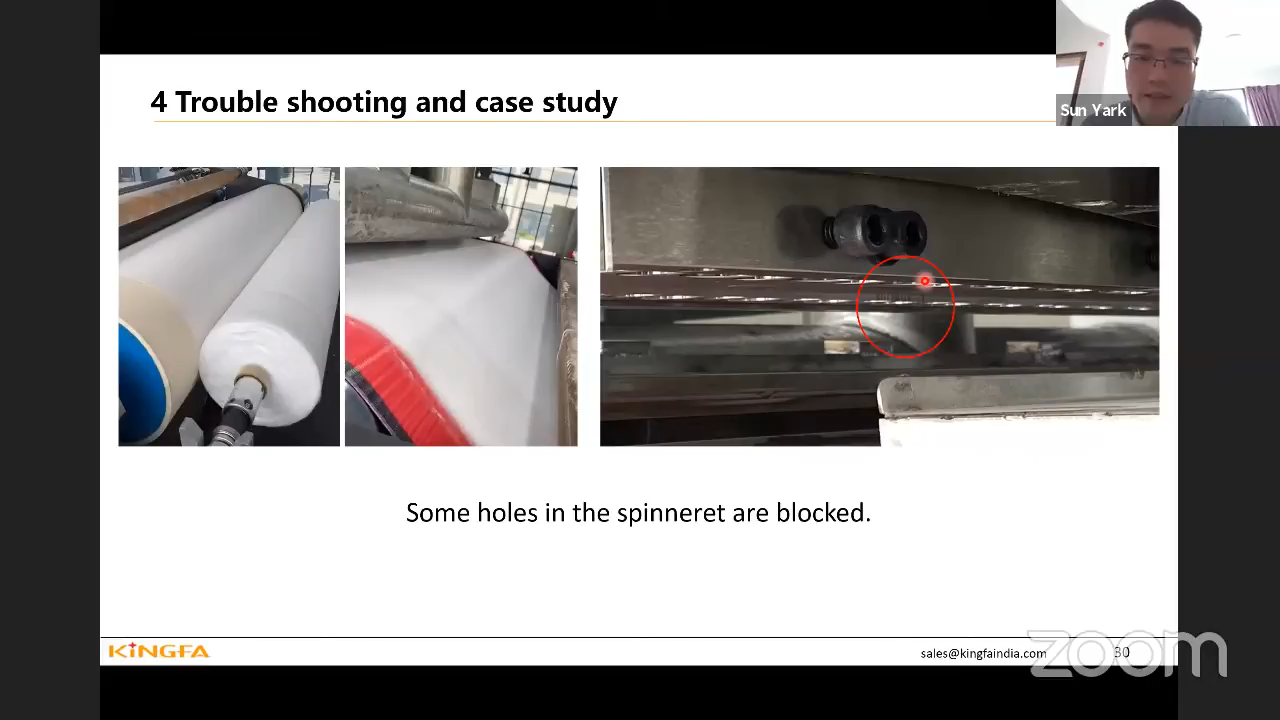 4 Trouble shooting and case study
Sun Yark
Some holes in the spinneret are blocked.
KINGFA
sales@kingfaindia.com
30
zoom